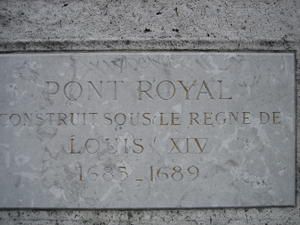 PONT ROYAL
CONSTRUIT SOUS LE REGNE DE
LOUIS XIV
1685-1689